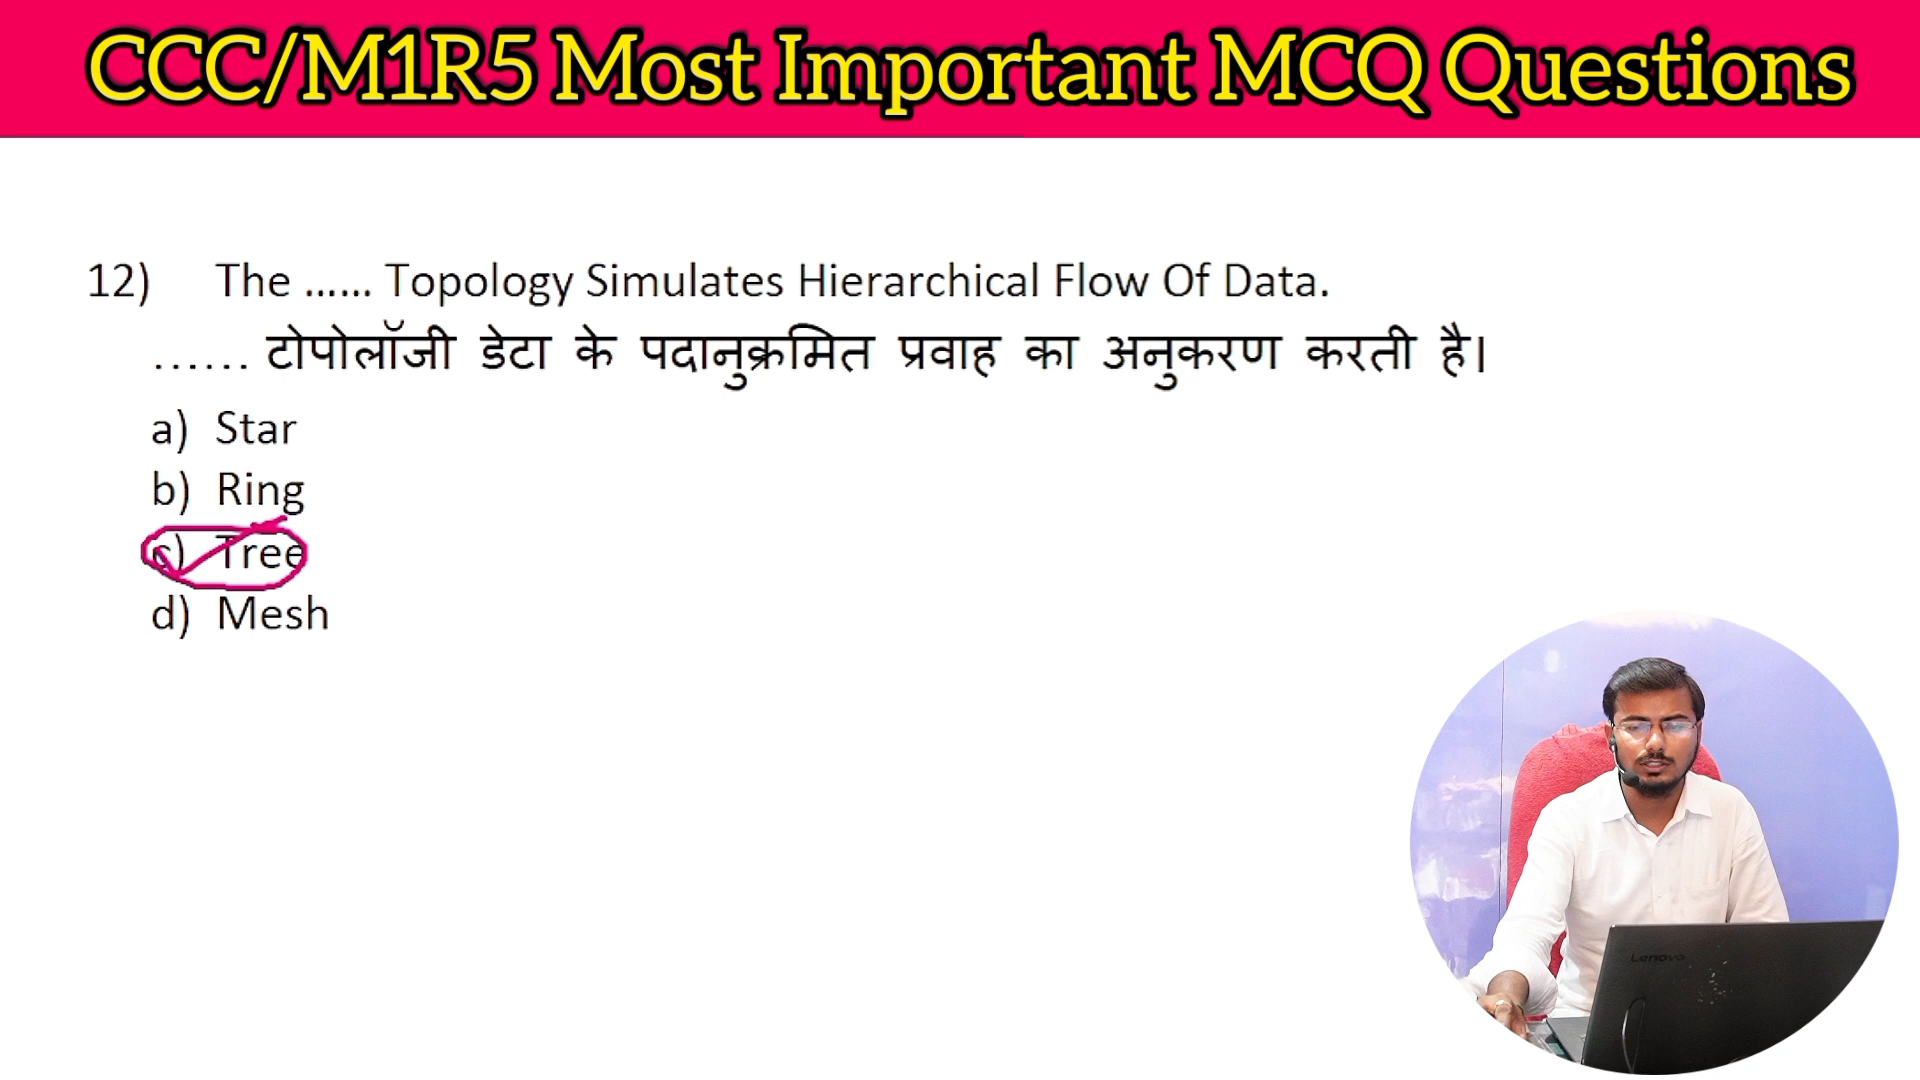 CCC/M1R5 Most Important MCQ Questions
12) The ...... Topology Simulates Hierarchical Flow Of Data.
...... टोपोलॉजी डेटा के पदानुक्रमित प्रवाह का अनुकरण करती है।
a) Star
b) Ring
c) Tree
d) Mesh
Lenovo